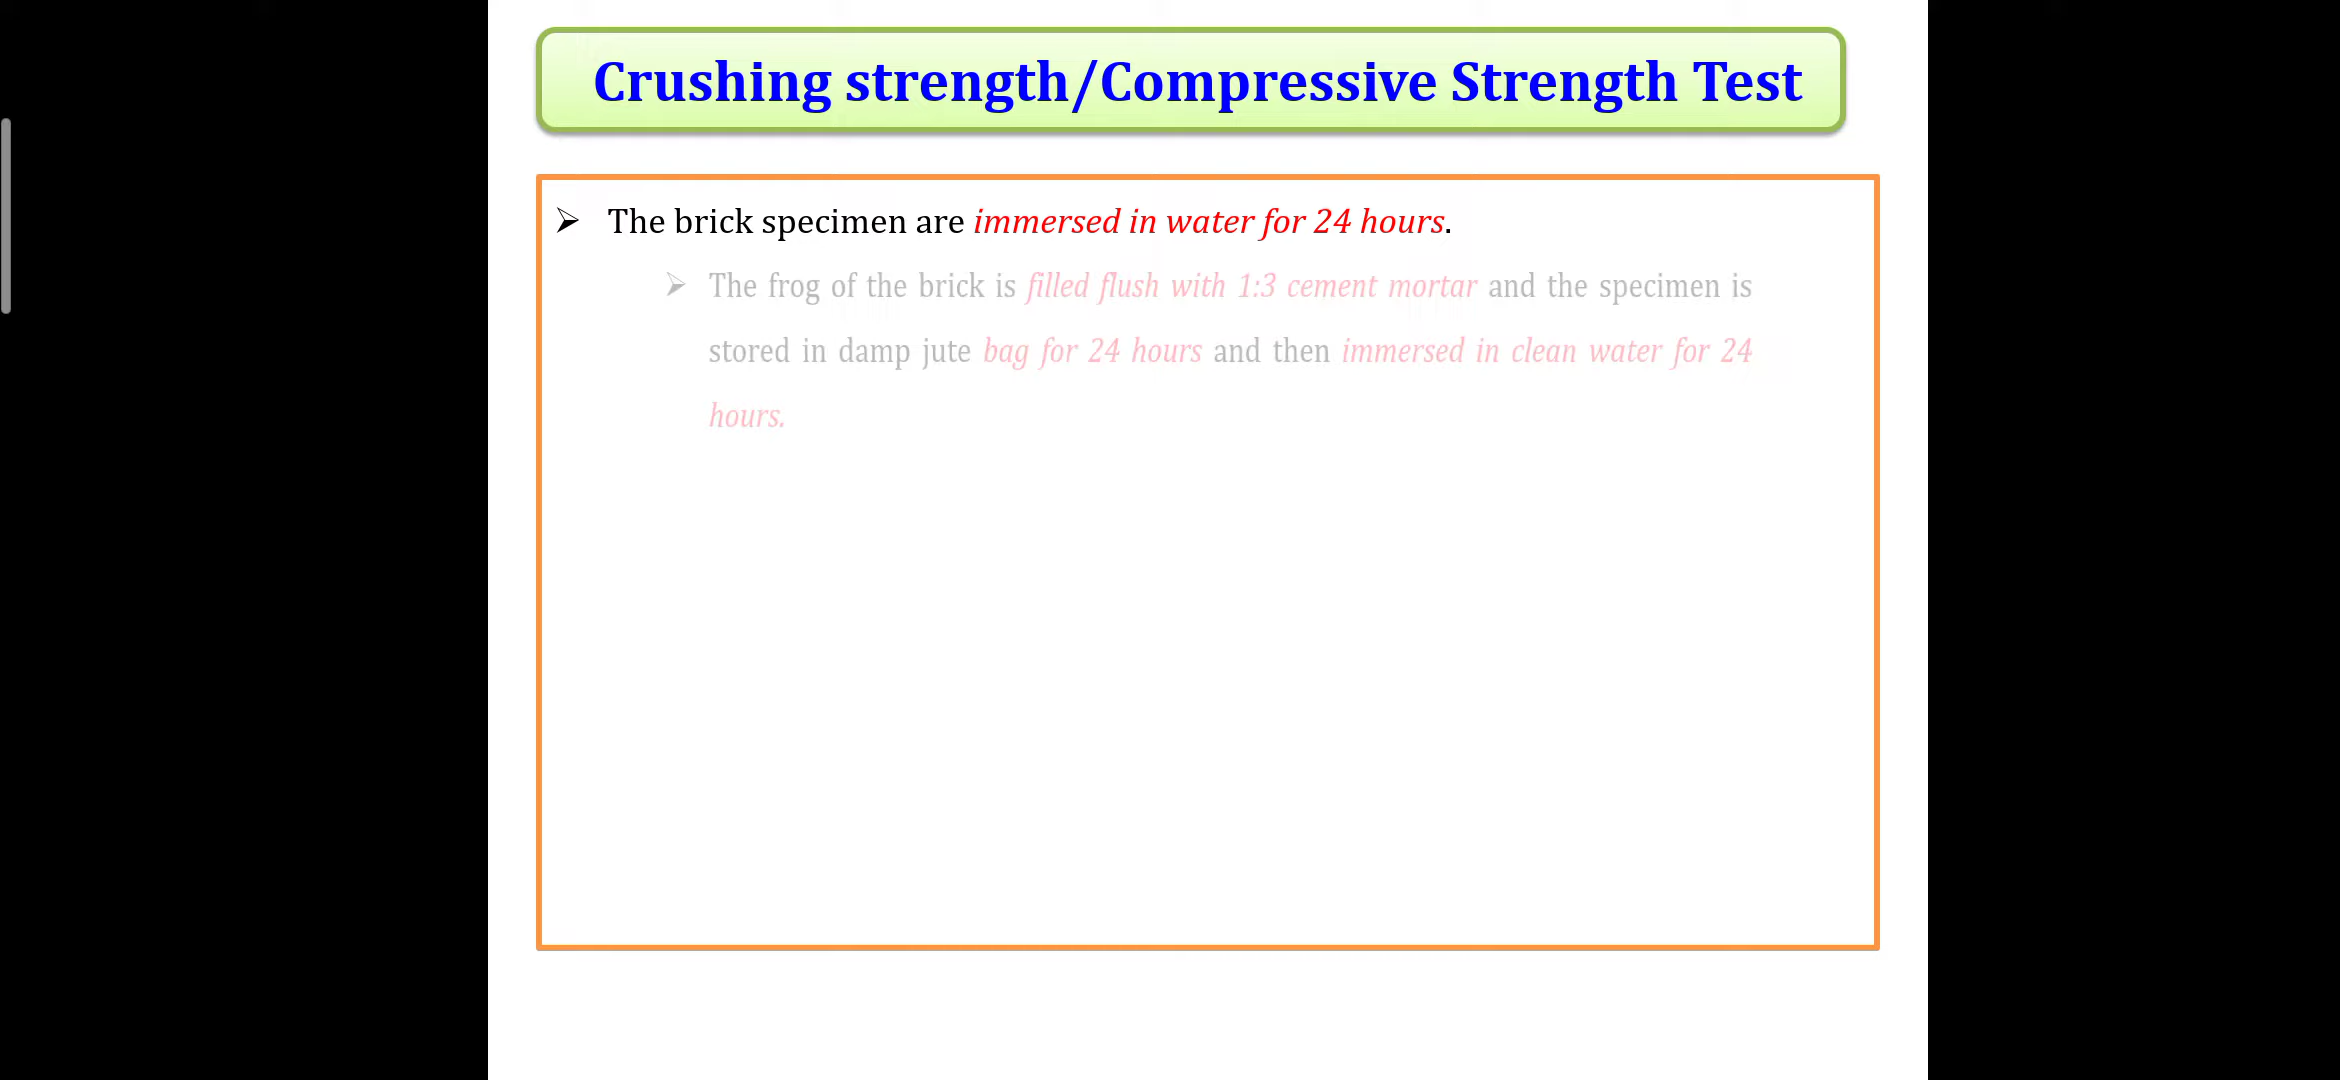 Crushing strength/Compressive Strength Test
➢ The brick specimen are immersed in water for 24 hours.
➢ The frog of the brick is filled flush with 1:3 cement mortar and the specimen is
stored in damp jute bag for 24 hours and then immersed in clean water for 24
hours.